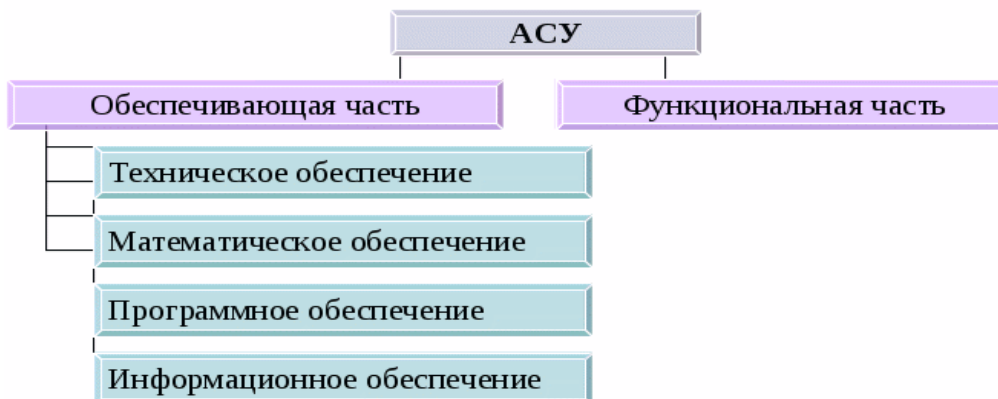 АСУ
Обеспечивающая часть
Функциональная часть
Техническое обеспечение
Математическое обеспечение
Программное обеспечение
Информационное обеспечение